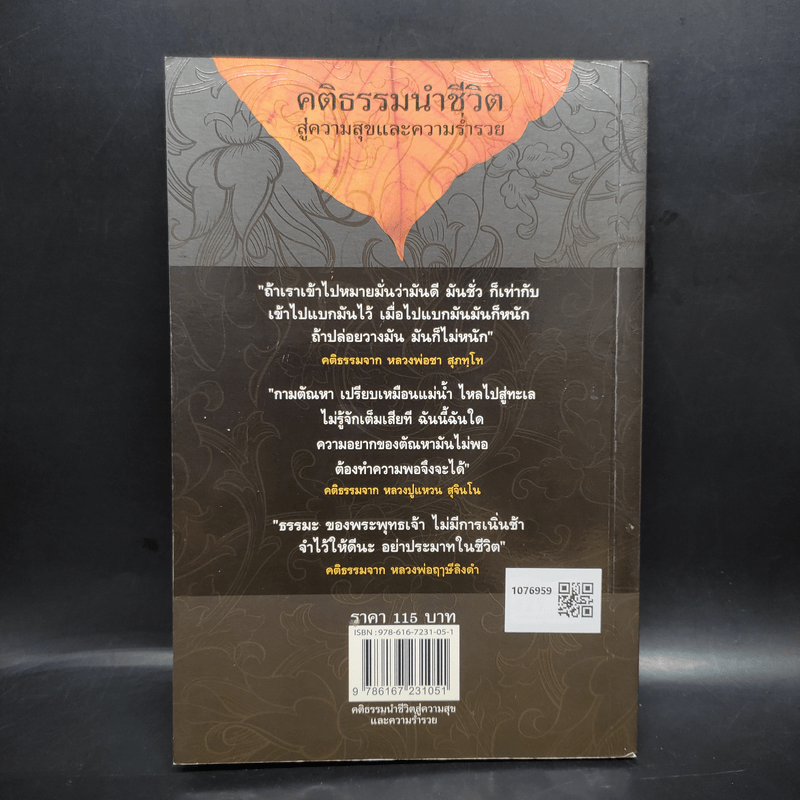 คติธรรมนำชีวิต
สู่ความสุขและความร่ำรวย
"ถ้าเราเข้าไปหมายมั่นว่ามันดี มันชั่ว ก็เท่ากับ
เข้าไปแบกมันไว้ เมื่อไปแบกมันมันก็หนัก
ถ้าปล่อยวางมัน มันก็ไม่หนัก"
คติธรรมจาก หลวงพ่อชา สุภทฺโท
"กามตัณหา เปรียบเหมือนแม่น้ำ ไหลไปสู่ทะเล
ไม่รู้จักเต็มเสียที ฉันนี้ฉันใด
ความอยากของตัณหามันไม่พอ
ต้องทำความพอจึงจะได้"
คติธรรมจาก หลวงปู่แหวน สุจิณโน
"ธรรมะ ของพระพุทธเจ้า ไม่มีการเนิ่นช้า
จำไว้ให้ดีนะ อย่าประมาทในชีวิต"
คติธรรมจาก หลวงพ่อฤๅษีลิงดำ
1076959
ราคา 115 บาท
ISBN : 978-616-7231-05-1
9 786167 231051
คติธรรมนำชีวิตสู่ความสุข
และความร่ำรวย